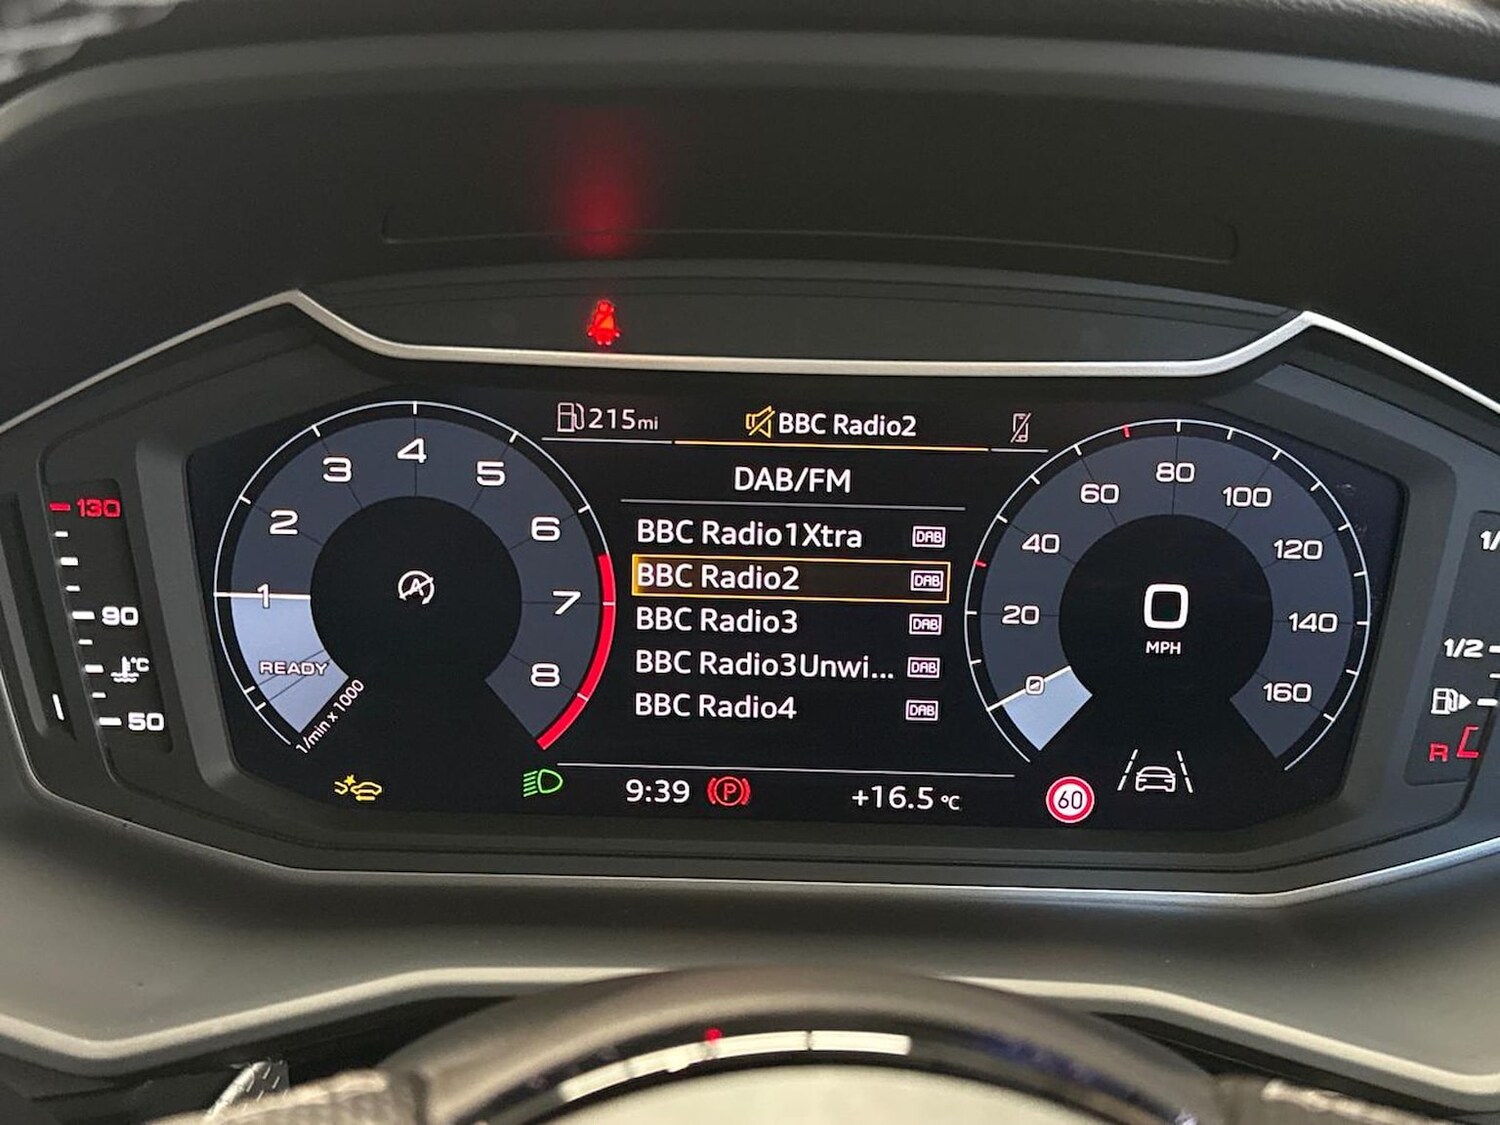 215mi
BBC Radio2
DAB/FM
BBC Radio1Xtra DAB
BBC Radio2 DAB
BBC Radio3 DAB
BBC Radio3Unwi... DAB
BBC Radio4 DAB
9:39 P +16.5 °C
1 2 3 4 5 6 7 8
READY
1/min x 1000
A
0 20 40 60 80 100 120 140 160
0
MPH
60
130
90
°C
50
1/
1/2
R